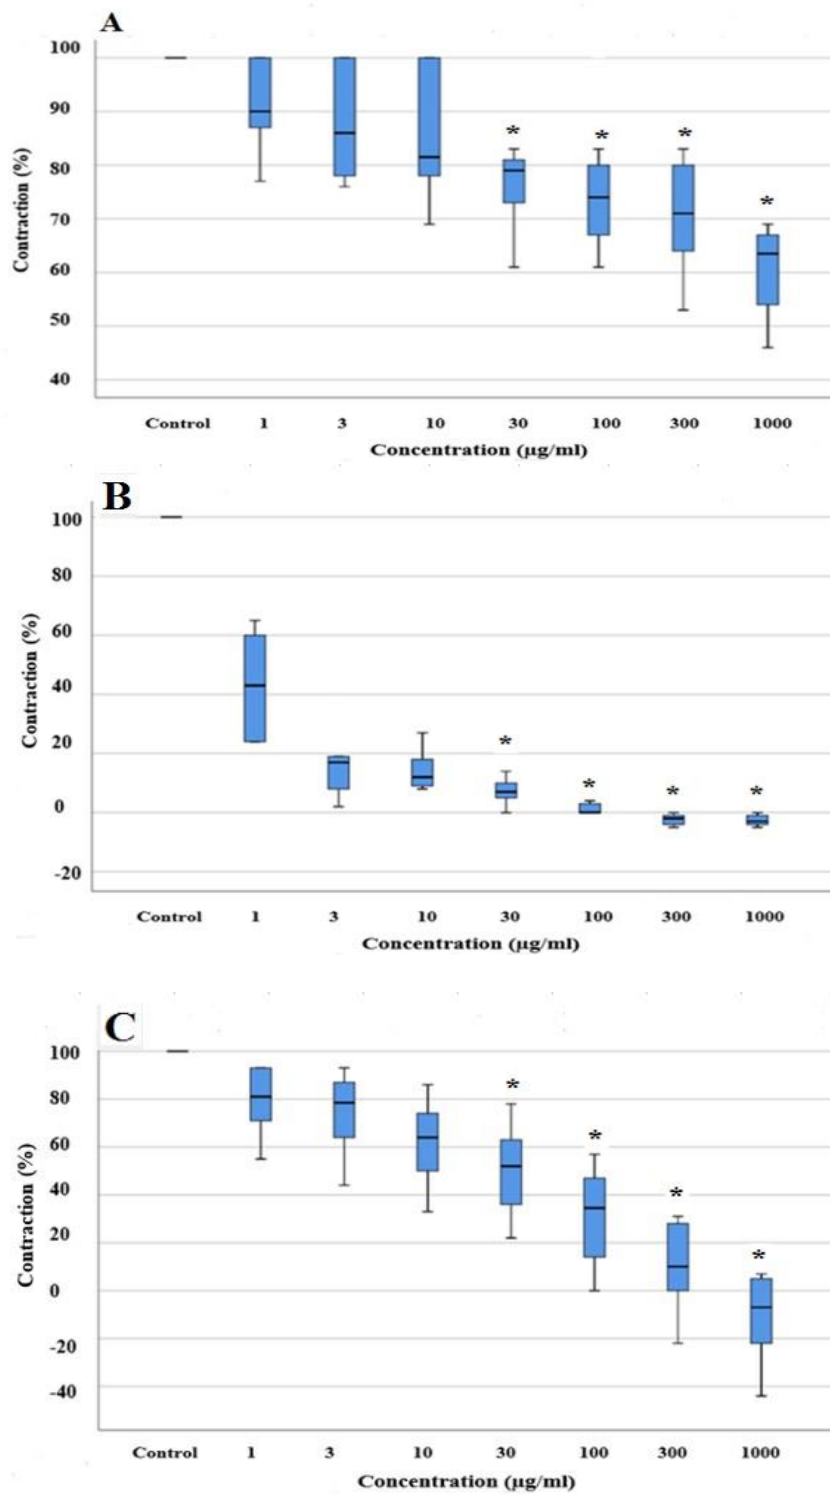 A
100
90
80
70
60
50
40
Contraction (%)
* * * *
Control 1 3 10 30 100 300 1000
Concentration (µg/ml)
B
100
80
60
40
20
0
-20
Contraction (%)
* * * *
Control 1 3 10 30 100 300 1000
Concentration (µg/ml)
C
100
80
60
40
20
0
-20
-40
Contraction (%)
* * * *
Control 1 3 10 30 100 300 1000
Concentration (µg/ml)